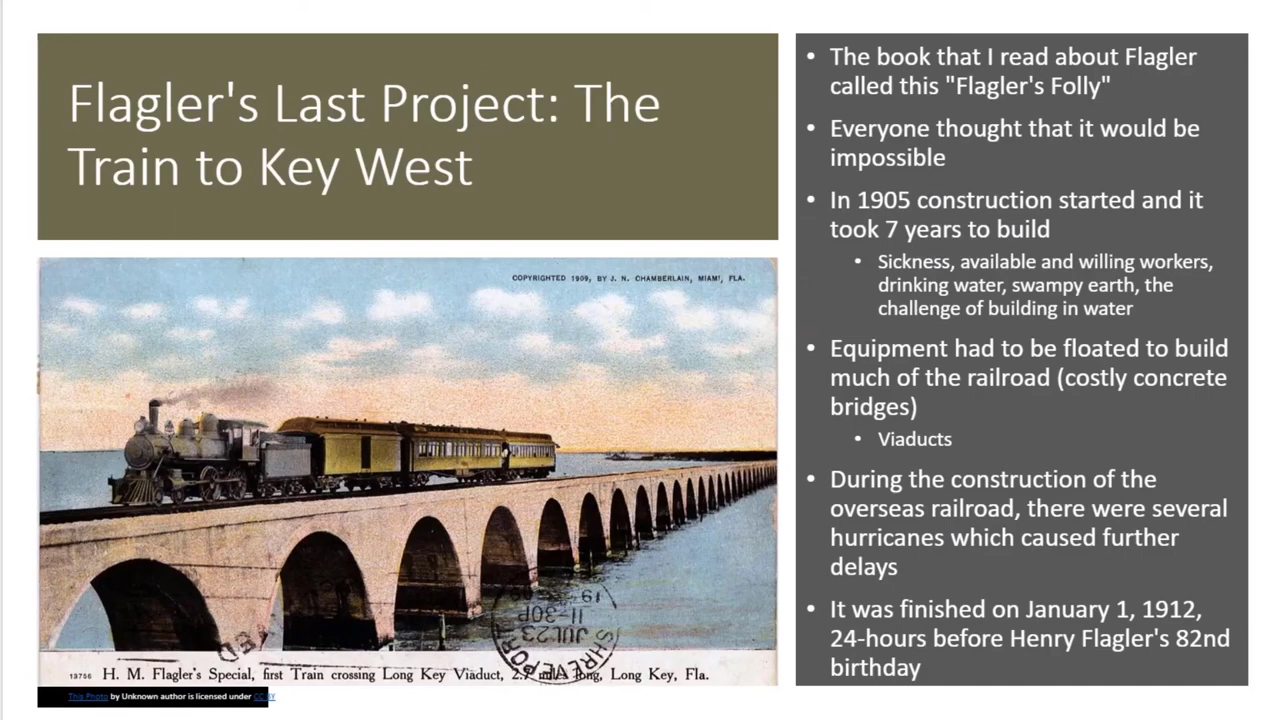 Flagler's Last Project: The
Train to Key West
COPYRIGHTED 1909, BY J. N. CHAMBERLAIN, MIAMI, FLA.
13756 H. M. Flagler's Special, first Train crossing Long Key Viaduct, 2.7 miles long, Long Key, Fla.
JUL 23
11-30P
This Photo by Unknown author is licensed under CC BY
• The book that I read about Flagler
called this "Flagler's Folly"
• Everyone thought that it would be
impossible
• In 1905 construction started and it
took 7 years to build
• Sickness, available and willing workers,
drinking water, swampy earth, the
challenge of building in water
• Equipment had to be floated to build
much of the railroad (costly concrete
bridges)
• Viaducts
• During the construction of the
overseas railroad, there were several
hurricanes which caused further
delays
• It was finished on January 1, 1912,
24-hours before Henry Flagler's 82nd
birthday